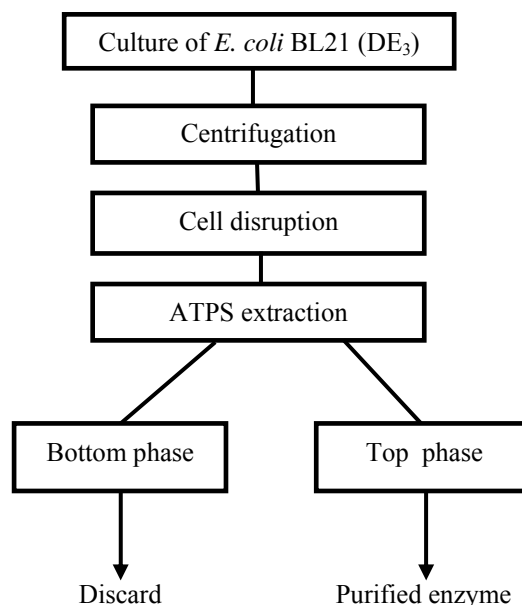 Culture of E. coli BL21 (DE₃)
Centrifugation
Cell disruption
ATPS extraction
Bottom phase
Top phase
Discard
Purified enzyme